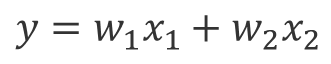 y = w₁x₁ + w₂x₂